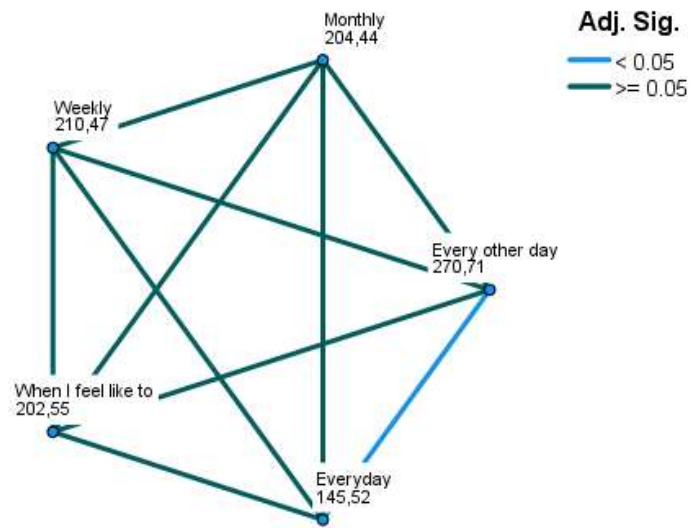 Monthly
204,44
Adj. Sig.
< 0.05
>= 0.05
Weekly
210,47
Every other day
270,71
When I feel like to
202,55
Everyday
145,52